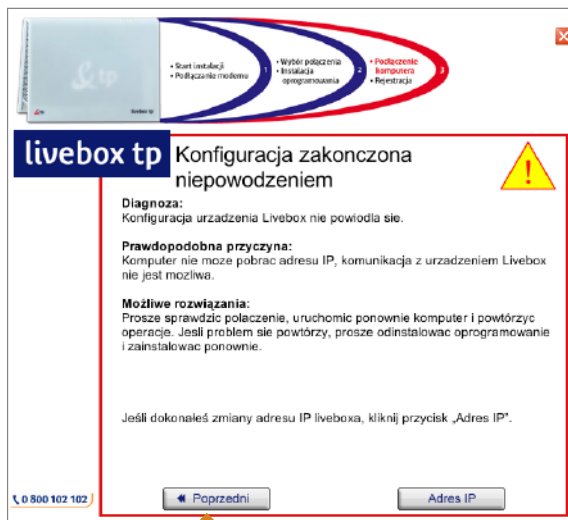 tp
• Start instalacji
• Podłączanie modemu
1
• Wybór połączenia
• Instalacja
oprogramowania
2
• Podłączenie
komputera
• Rejestracja
3
livebox tp
livebox tp
Konfiguracja zakonczona
niepowodzeniem
Diagnoza:
Konfiguracja urzadzenia Livebox nie powiodla sie.
Prawdopodobna przyczyna:
Komputer nie moze pobrac adresu IP, komunikacja z urzadzeniem Livebox
nie jest mozliwa.
Możliwe rozwiązania:
Prosze sprawdzic polaczenie, uruchomic ponownie komputer i powtórzyc
operacje. Jesli problem sie powtórzy, prosze odinstalowac oprogramowanie
i zainstalowac ponownie.
Jeśli dokonałeś zmiany adresu IP liveboxa, kliknij przycisk „Adres IP”.
0 800 102 102
Poprzedni
Adres IP